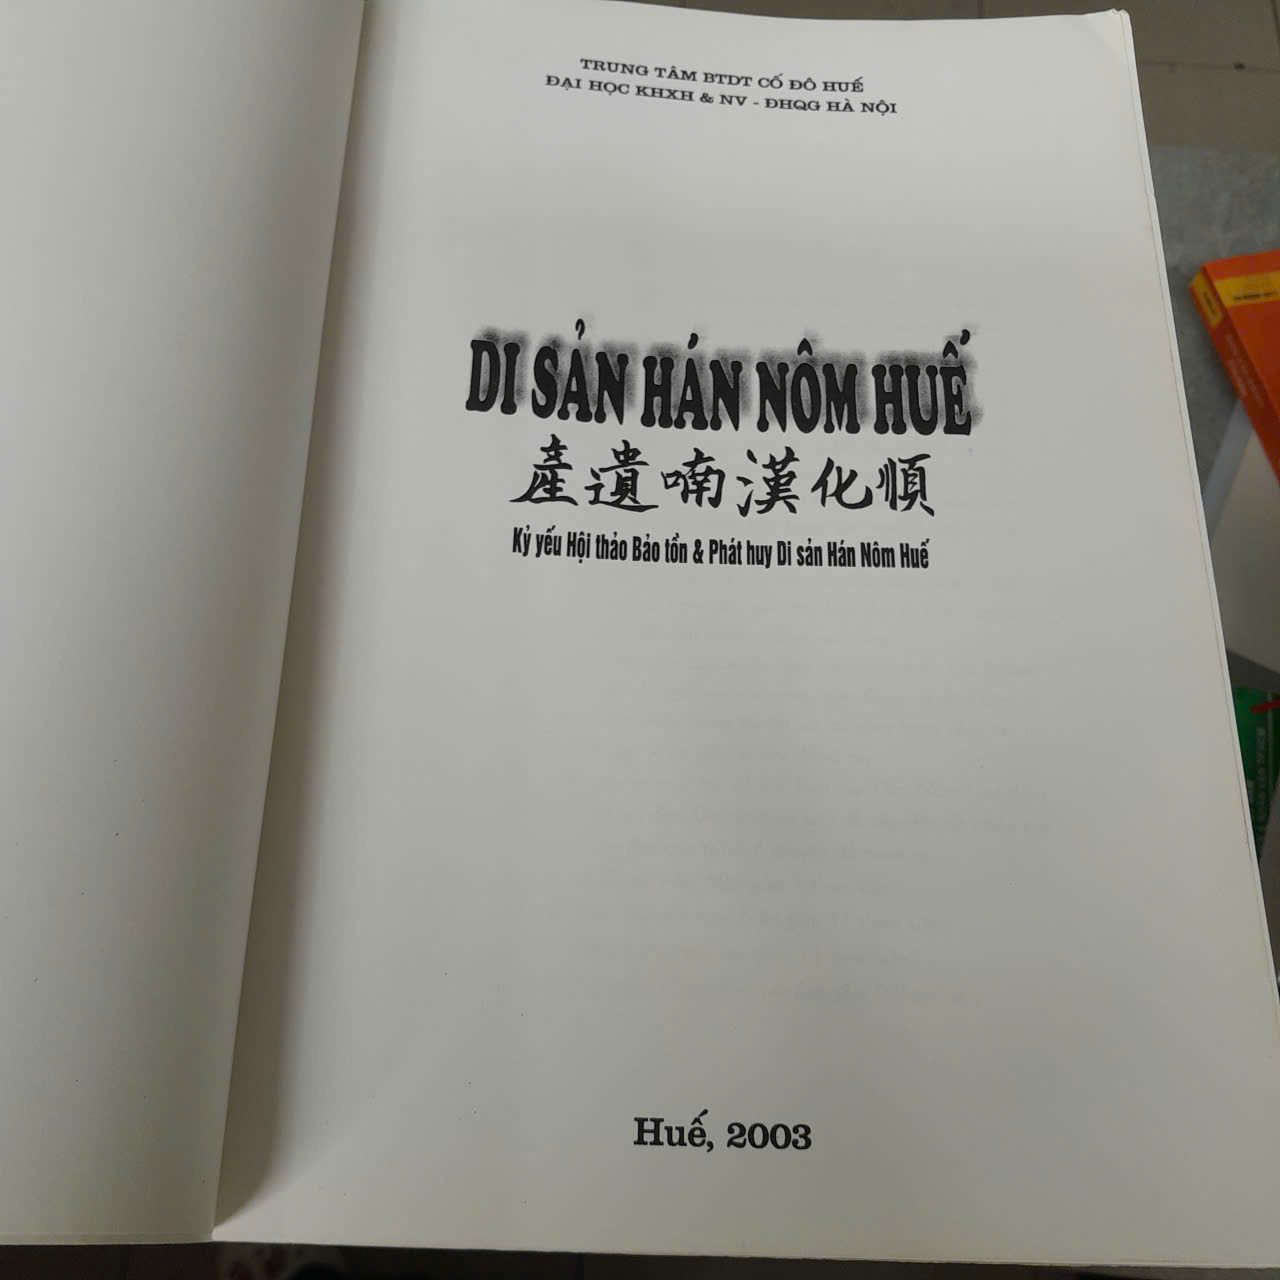 TRUNG TÂM BTDT CỐ ĐÔ HUẾ
ĐẠI HỌC KHXH & NV - ĐHQG HÀ NỘI
DI SẢN HÁN NÔM HUẾ
產遺喃漢化順
Kỷ yếu Hội thảo Bảo tồn & Phát huy Di sản Hán Nôm Huế
Huế, 2003